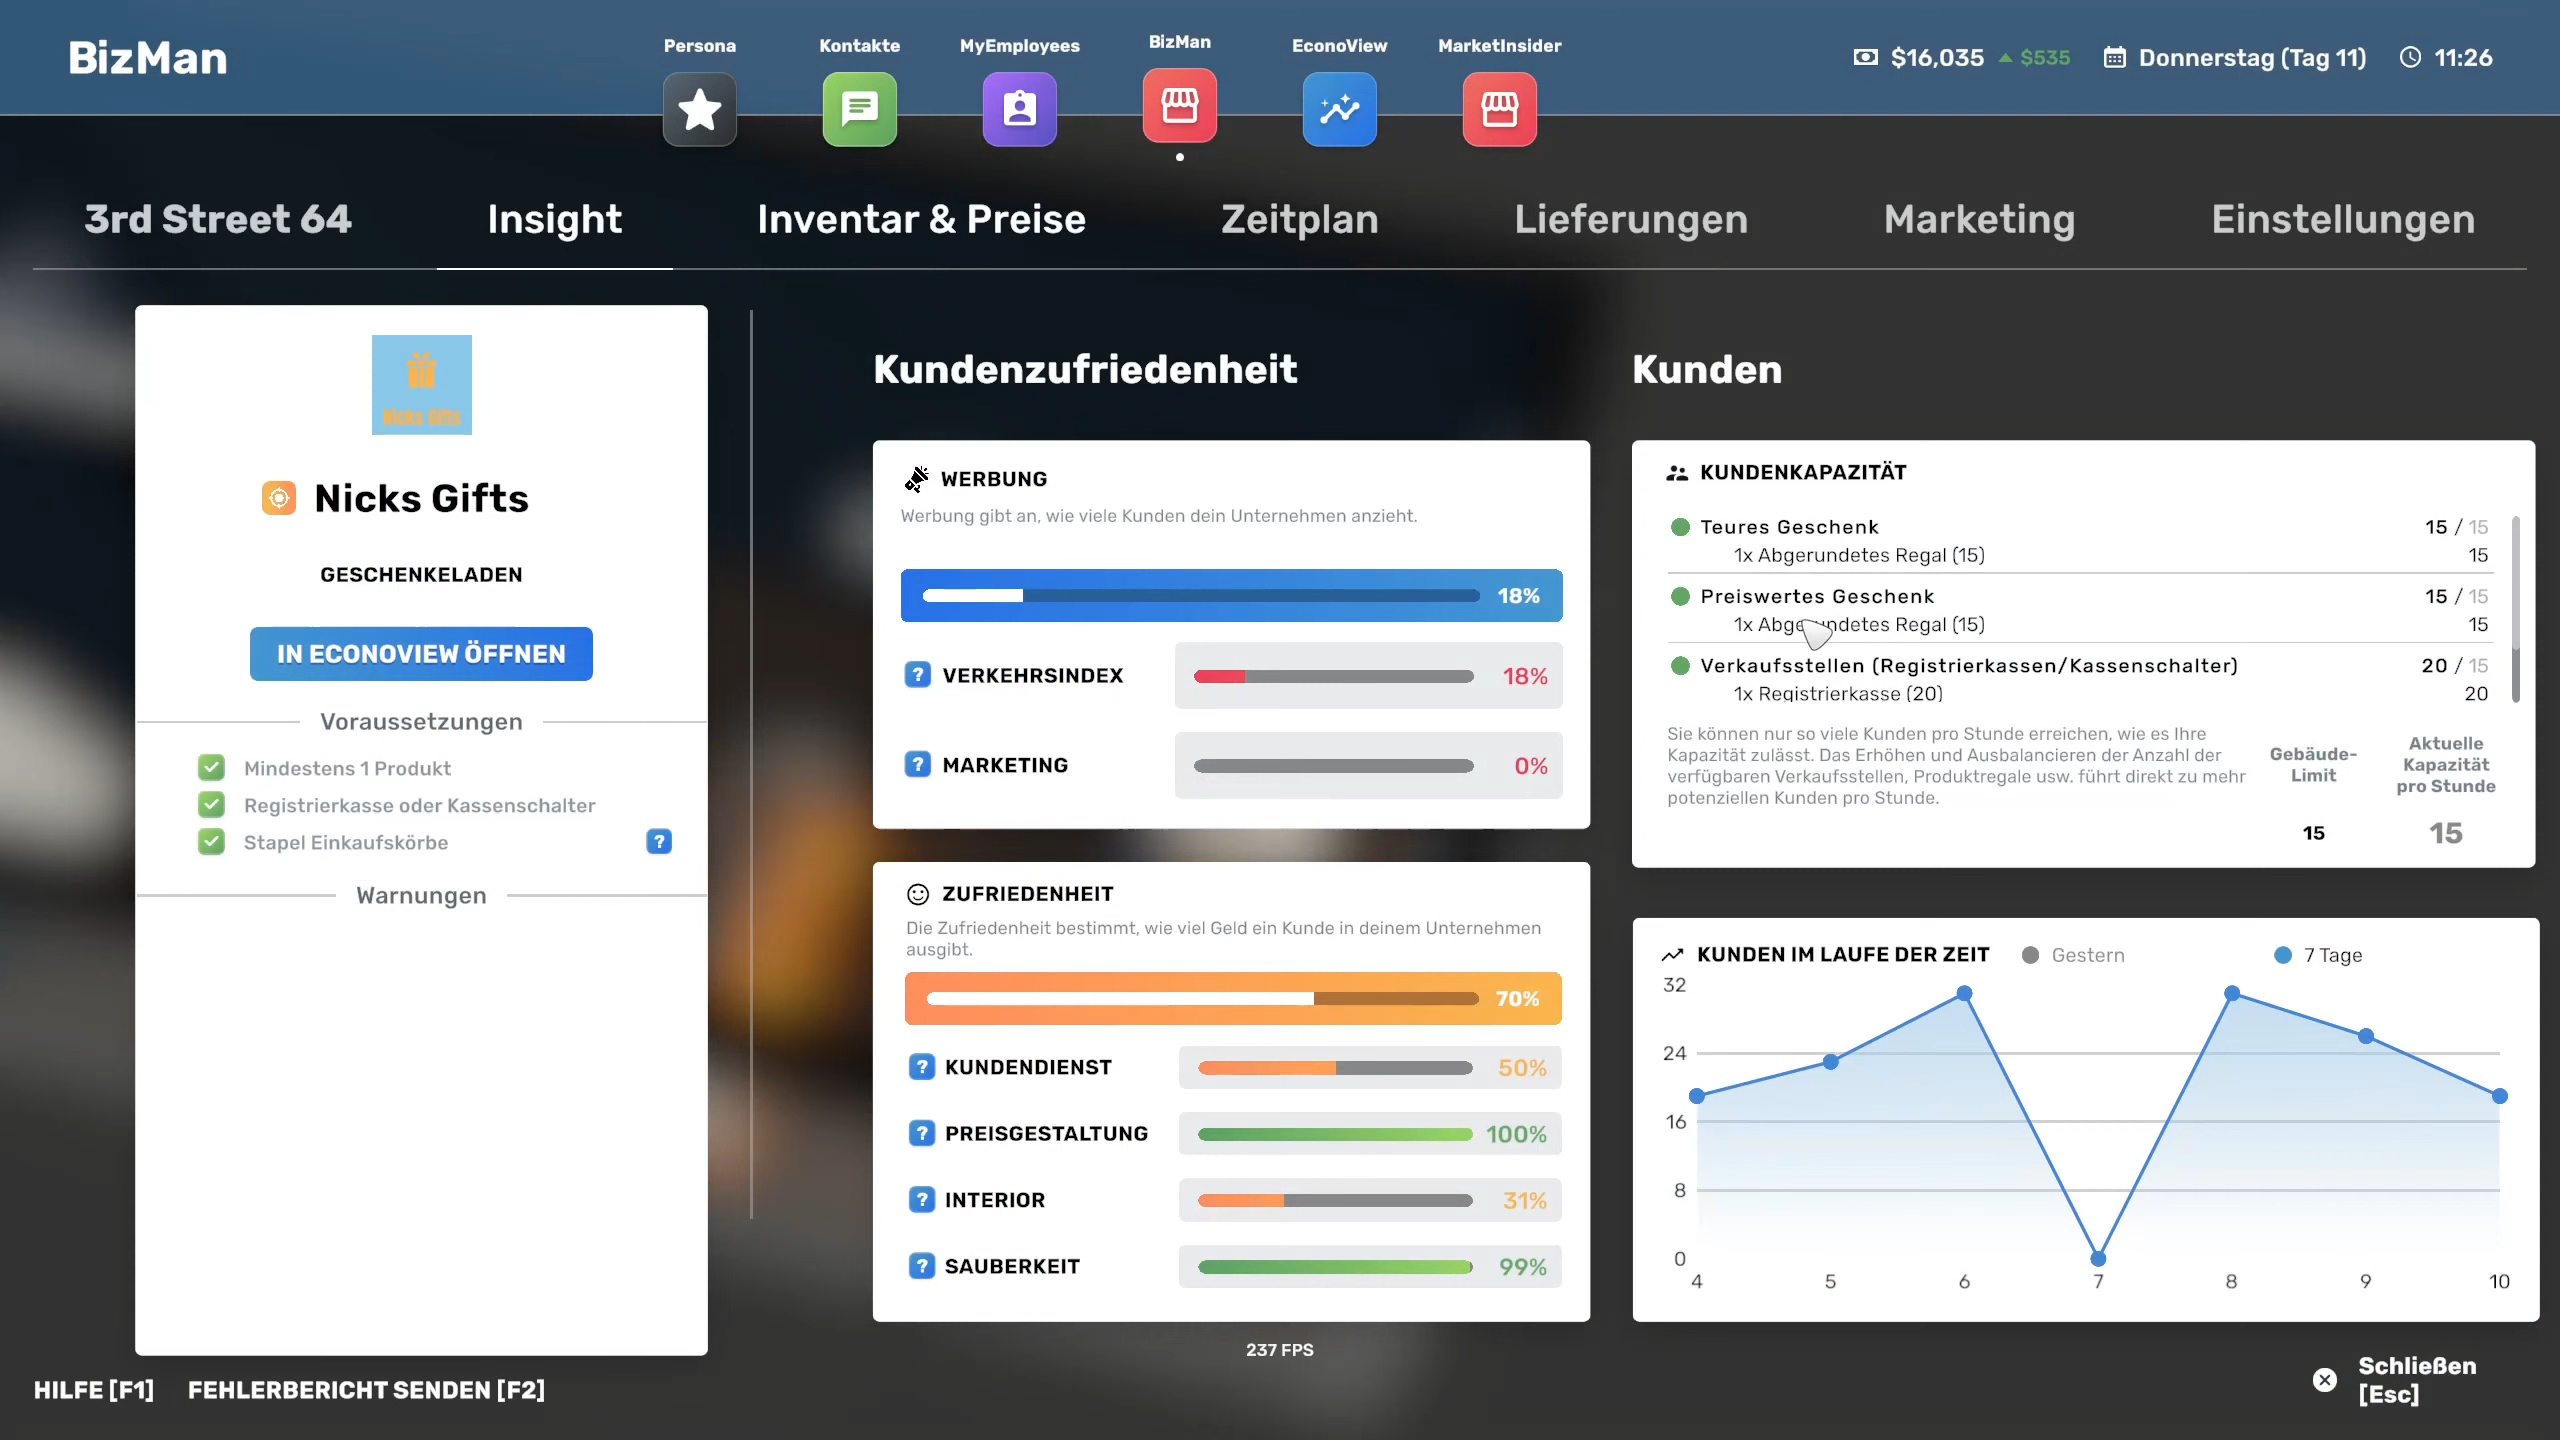 BizMan
Persona
Kontakte
MyEmployees
BizMan
EconoView
MarketInsider
$16,035
$535
Donnerstag (Tag 11)
11:26
3rd Street 64
Insight
Inventar & Preise
Zeitplan
Lieferungen
Marketing
Einstellungen
Nicks Gifts
Nicks Gifts
GESCHENKELADEN
IN ECONOVIEW ÖFFNEN
Voraussetzungen
Mindestens 1 Produkt
Registrierkasse oder Kassenschalter
Stapel Einkaufskörbe
?
Warnungen
Kundenzufriedenheit
WERBUNG
Werbung gibt an, wie viele Kunden dein Unternehmen anzieht.
18%
? VERKEHRSINDEX 18%
? MARKETING 0%
ZUFRIEDENHEIT
Die Zufriedenheit bestimmt, wie viel Geld ein Kunde in deinem Unternehmen
ausgibt.
70%
? KUNDENDIENST 50%
? PREISGESTALTUNG 100%
? INTERIOR 31%
? SAUBERKEIT 99%
Kunden
KUNDENKAPAZITÄT
Teures Geschenk 15 / 15
1x Abgerundetes Regal (15) 15
Preiswertes Geschenk 15 / 15
1x Abgerundetes Regal (15) 15
Verkaufsstellen (Registrierkassen/Kassenschalter) 20 / 15
1x Registrierkasse (20) 20
Sie können nur so viele Kunden pro Stunde erreichen, wie es Ihre
Kapazität zulässt. Das Erhöhen und Ausbalancieren der Anzahl der
verfügbaren Verkaufsstellen, Produktregale usw. führt direkt zu mehr
potenziellen Kunden pro Stunde.
Gebäude-
Limit
15
Aktuelle
Kapazität
pro Stunde
15
KUNDEN IM LAUFE DER ZEIT
Gestern
7 Tage
32
24
16
8
0
4 5 6 7 8 9 10
237 FPS
HILFE [F1]
FEHLERBERICHT SENDEN [F2]
Schließen
[Esc]